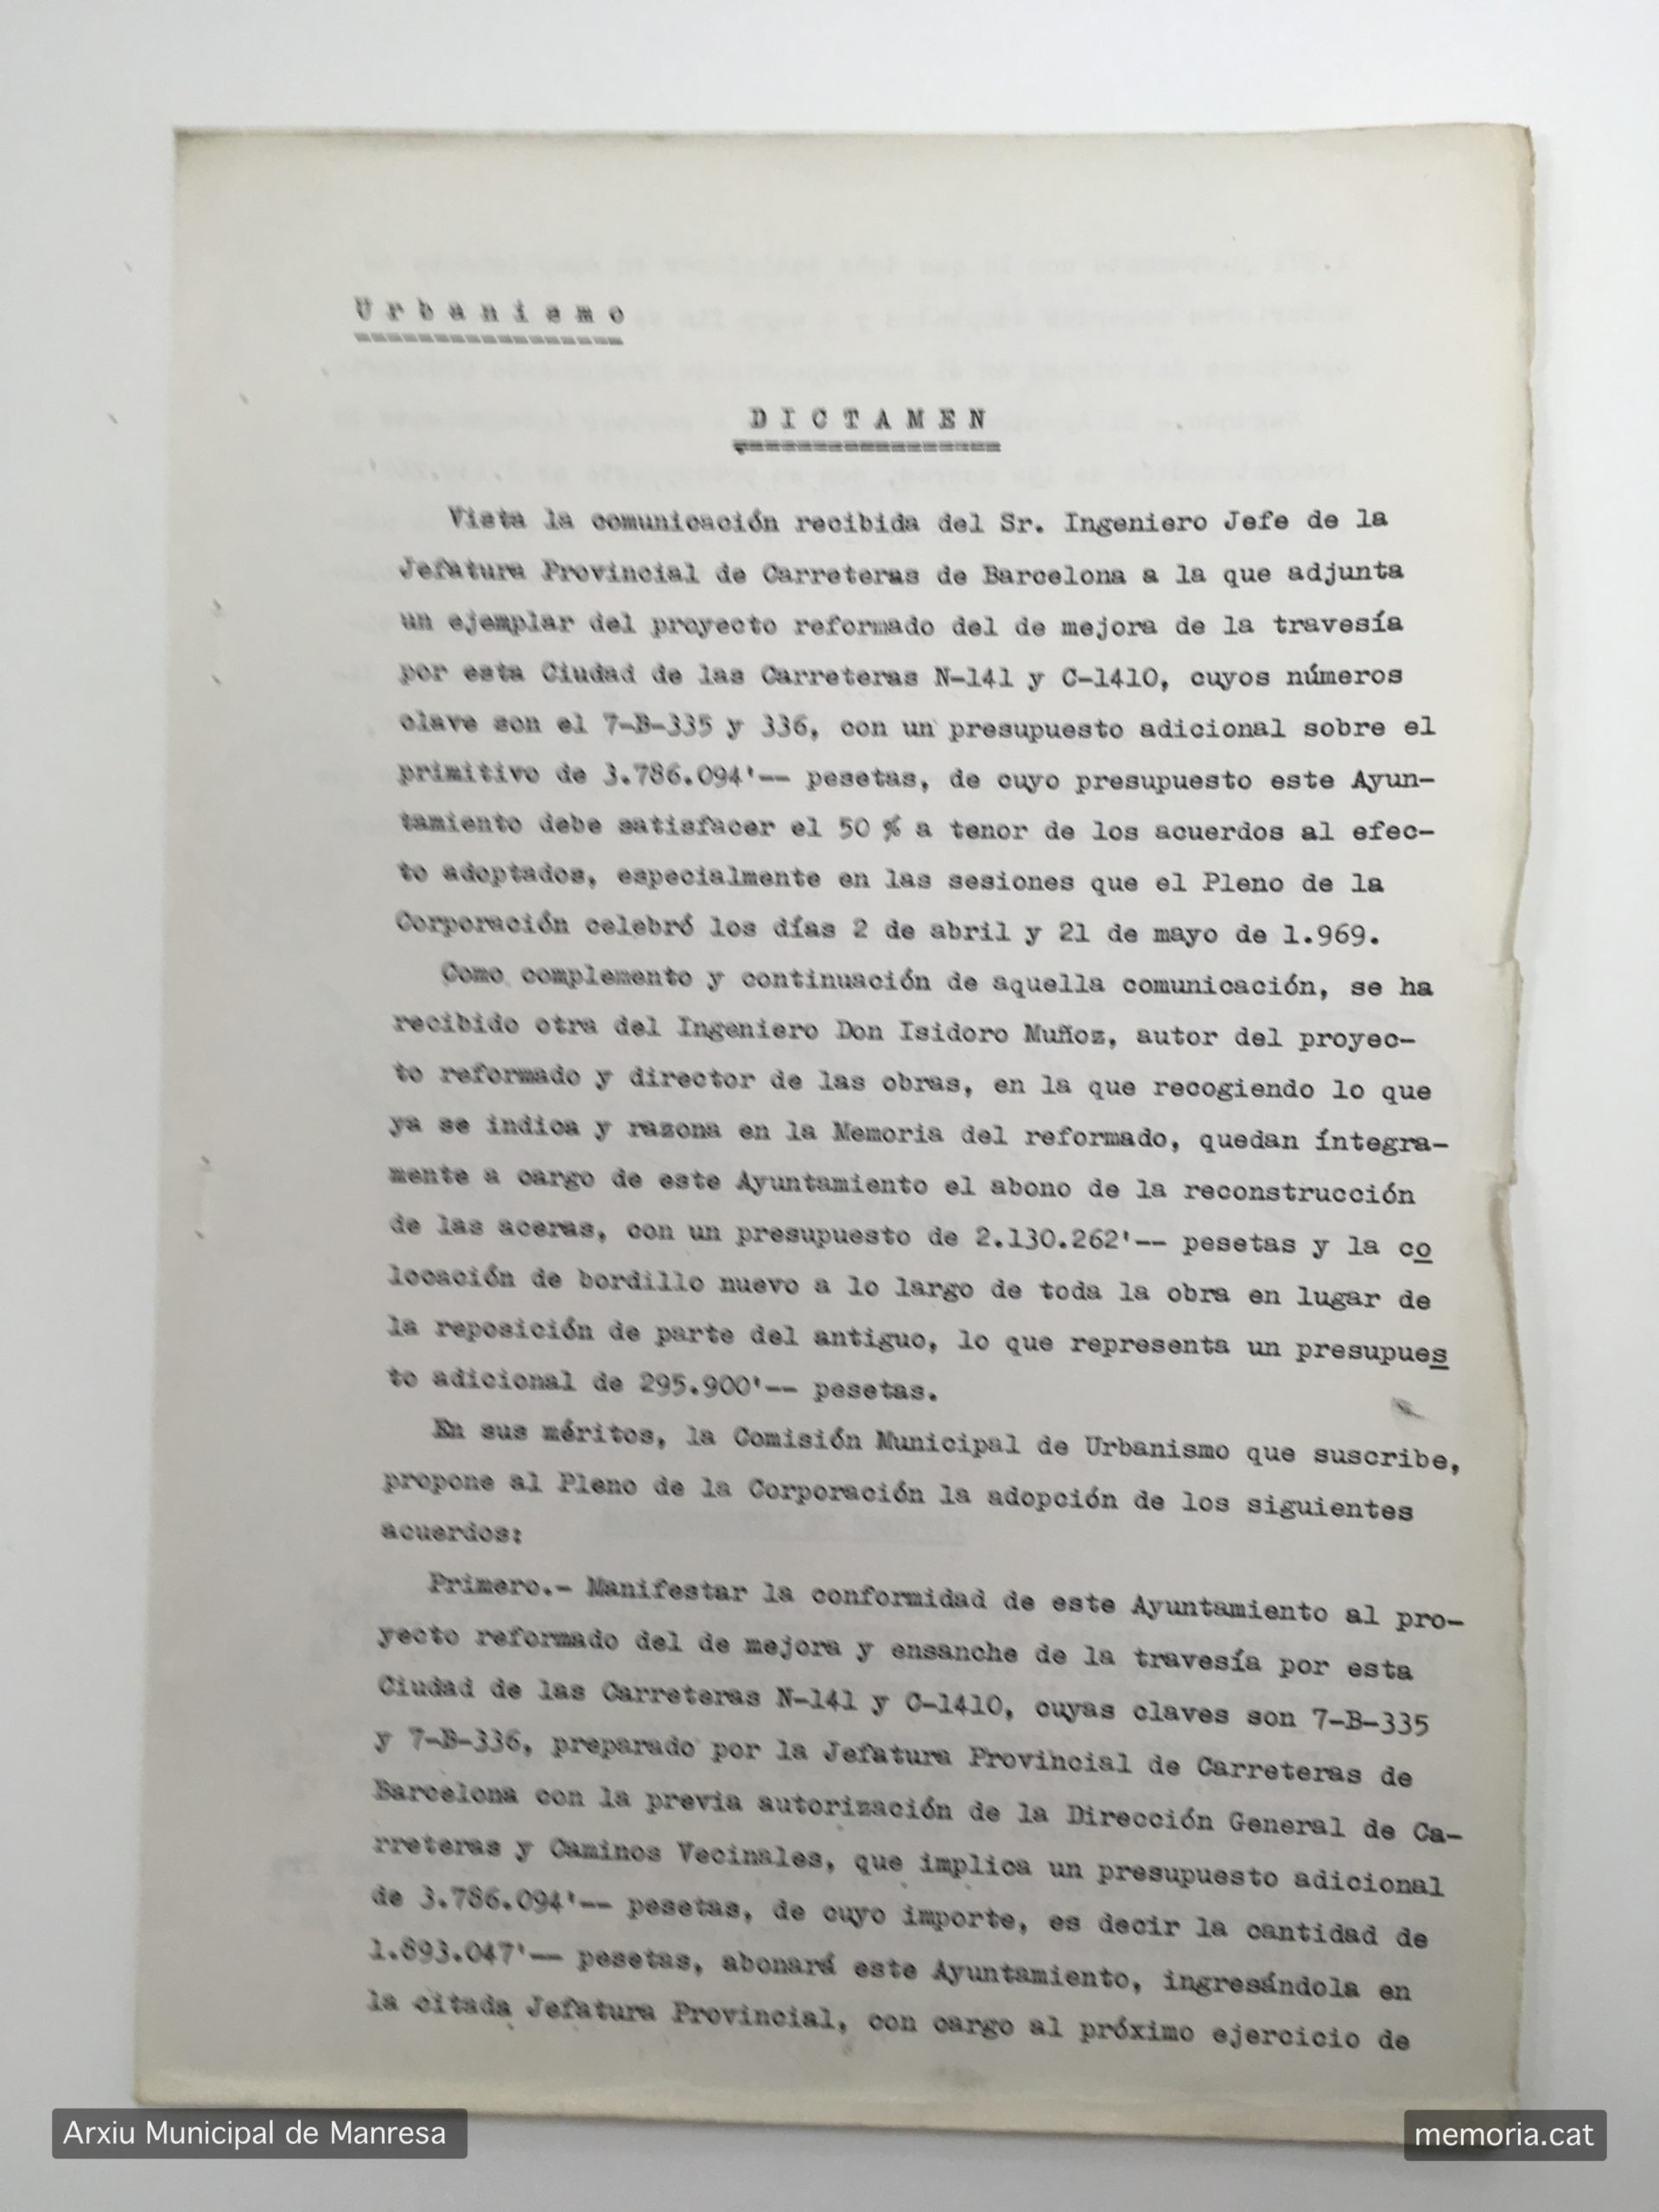 Urbanismo
DICTAMEN
Vista la comunicación recibida del Sr. Ingeniero Jefe de la
Jefatura Provincial de Carreteras de Barcelona a la que adjunta
un ejemplar del proyecto reformado del de mejora de la travesía
por esta Ciudad de las Carreteras N-141 y C-1410, cuyos números
clave son el 7-B-335 y 336, con un presupuesto adicional sobre el
primitivo de 3.786.094'-- pesetas, de cuyo presupuesto este Ayun-
tamiento debe satisfacer el 50 % a tenor de los acuerdos al efec-
to adoptados, especialmente en las sesiones que el Pleno de la
Corporación celebró los días 2 de abril y 21 de mayo de 1.969.
Como complemento y continuación de aquella comunicación, se ha
recibido otra del Ingeniero Don Isidoro Muñoz, autor del proyec-
to reformado y director de las obras, en la que recogiendo lo que
ya se indica y razona en la Memoria del reformado, quedan íntegra-
mente a cargo de este Ayuntamiento el abono de la reconstrucción
de las aceras, con un presupuesto de 2.130.262'-- pesetas y la co
locación de bordillo nuevo a lo largo de toda la obra en lugar de
la reposición de parte del antiguo, lo que representa un presupues
to adicional de 295.900'-- pesetas.
En sus méritos, la Comisión Municipal de Urbanismo que suscribe,
propone al Pleno de la Corporación la adopción de los siguientes
acuerdos:
Primero.- Manifestar la conformidad de este Ayuntamiento al pro-
yecto reformado del de mejora y ensanche de la travesía por esta
Ciudad de las Carreteras N-141 y C-1410, cuyas claves son 7-B-335
y 7-B-336, preparado por la Jefatura Provincial de Carreteras de
Barcelona con la previa autorización de la Dirección General de Ca-
rreteras y Caminos Vecinales, que implica un presupuesto adicional
de 3.786.094'-- pesetas, de cuyo importe, es decir la cantidad de
1.893.047'-- pesetas, abonará este Ayuntamiento, ingresándola en
la citada Jefatura Provincial, con cargo al próximo ejercicio de
Arxiu Municipal de Manresa
memoria.cat